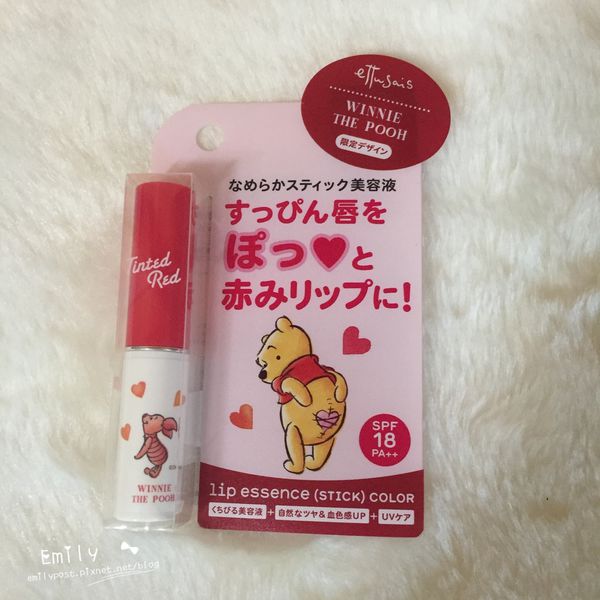 ettusais
WINNIE
THE POOH
限定デザイン
なめらかスティック美容液
すっぴん唇を
ぽっ♥と
赤みリップに!
SPF
18
PA++
lip essence (STICK) COLOR
くちびる美容液 + 自然なツヤ&血色感UP + UVケア
Tinted
Red
WINNIE
THE POOH
Emily
emilypost.pixnet.net/blog